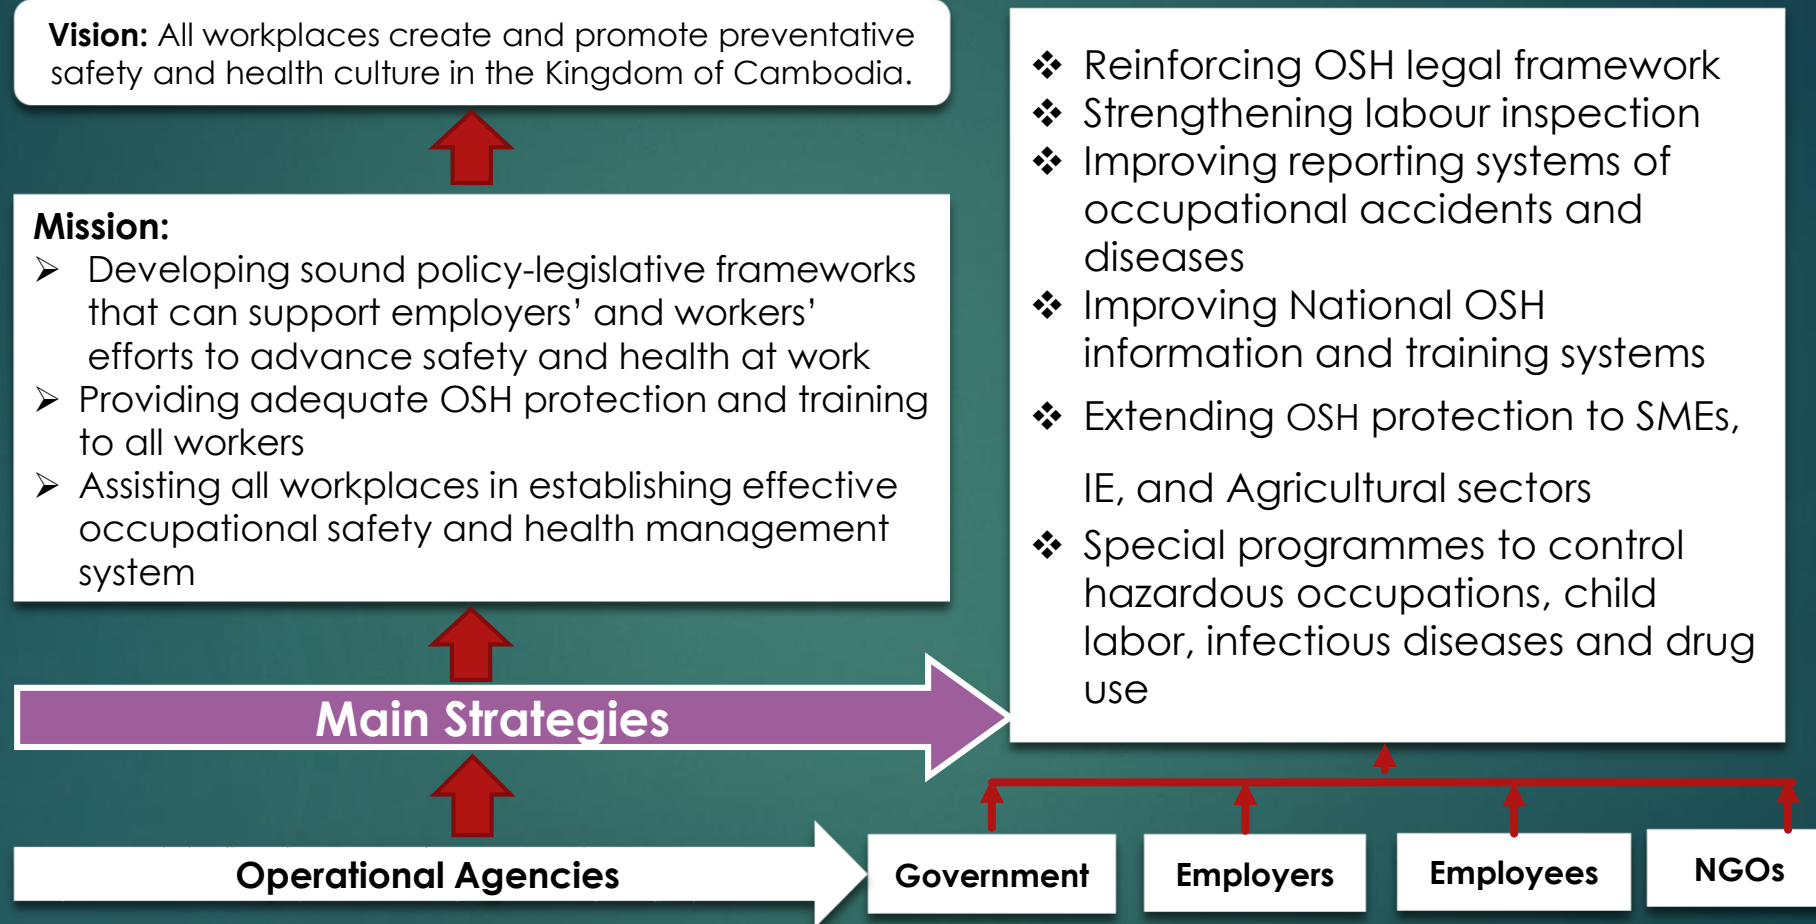 Vision: All workplaces create and promote preventative
safety and health culture in the Kingdom of Cambodia.
Mission:
➢ Developing sound policy-legislative frameworks
that can support employers’ and workers’
efforts to advance safety and health at work
➢ Providing adequate OSH protection and training
to all workers
➢ Assisting all workplaces in establishing effective
occupational safety and health management
system
Main Strategies
❖ Reinforcing OSH legal framework
❖ Strengthening labour inspection
❖ Improving reporting systems of
occupational accidents and
diseases
❖ Improving National OSH
information and training systems
❖ Extending OSH protection to SMEs,
IE, and Agricultural sectors
❖ Special programmes to control
hazardous occupations, child
labor, infectious diseases and drug
use
Operational Agencies
Government
Employers
Employees
NGOs